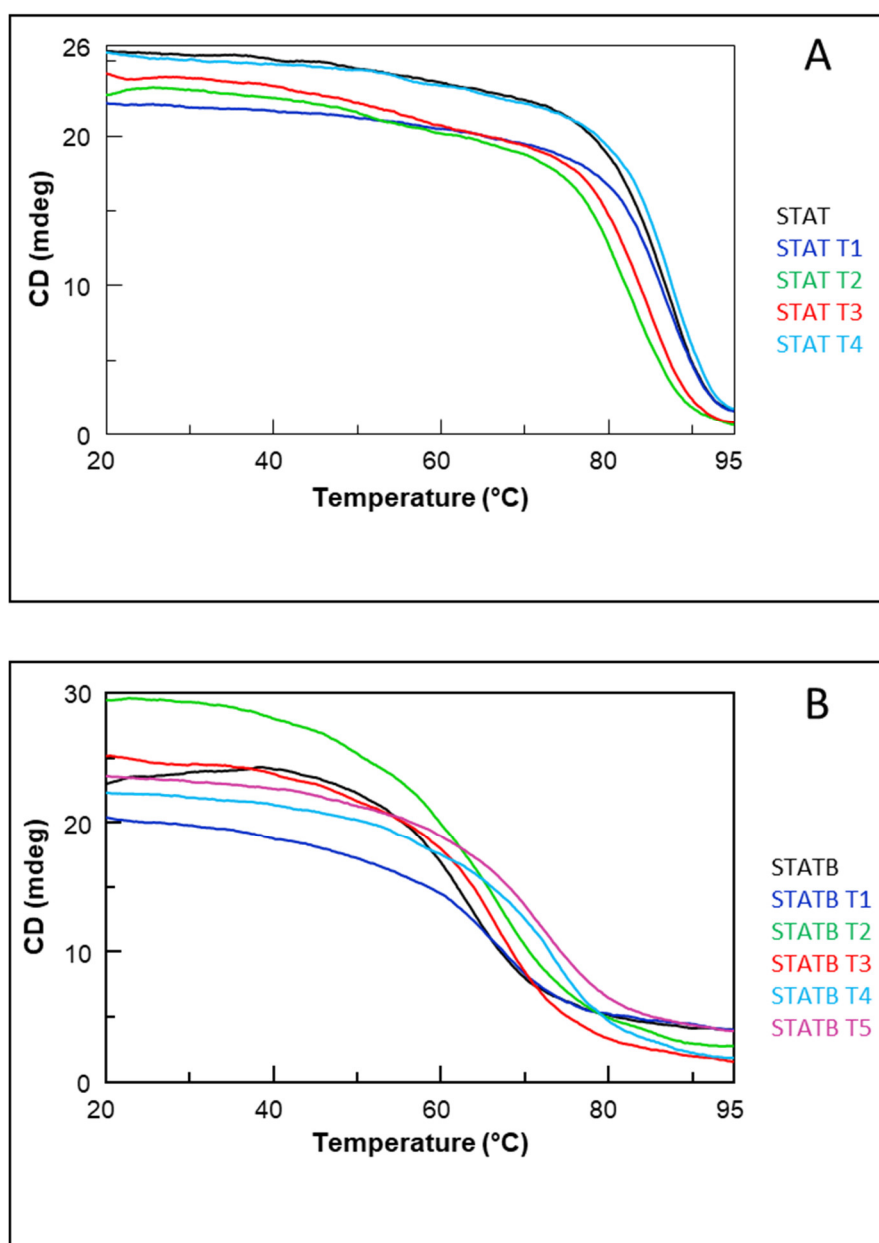 A
26
20
10
0
CD (mdeg)
20 40 60 80 95
Temperature (°C)
STAT
STAT T1
STAT T2
STAT T3
STAT T4
B
30
20
10
0
CD (mdeg)
20 40 60 80 95
Temperature (°C)
STATB
STATB T1
STATB T2
STATB T3
STATB T4
STATB T5